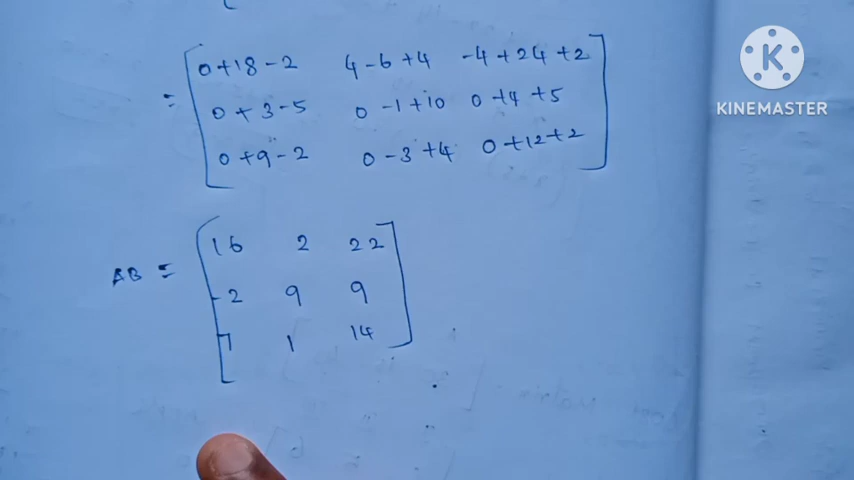 = [ 0+18-2 4-6+4 -4+24+2
0+3-5 0-1+10 0+4+5
0+9-2 0-3+4 0+12+2 ]
AB = [ 16 2 22
-2 9 9
7 1 14 ]
K
KINEMASTER